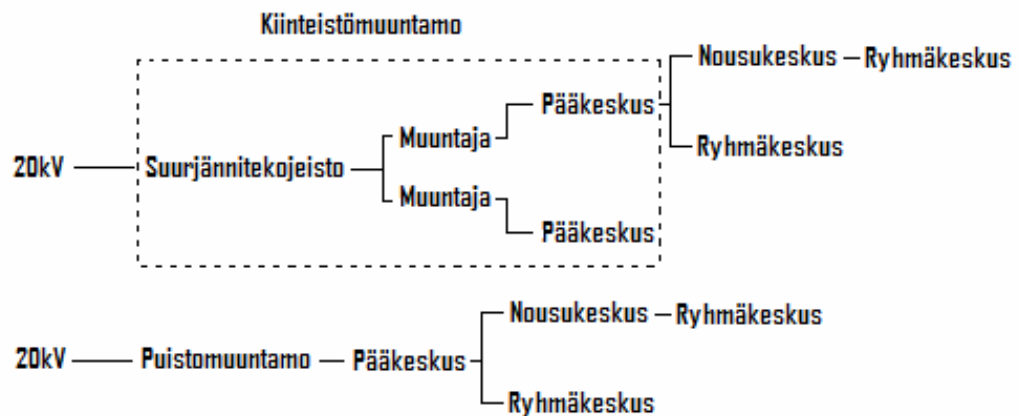 Kiinteistömuuntamo
Nousukeskus Ryhmäkeskus
Pääkeskus
Muuntaja
Ryhmäkeskus
20kV Suurjännitekojeisto
Muuntaja
Pääkeskus
Nousukeskus Ryhmäkeskus
20kV Puistomuuntamo Pääkeskus
Ryhmäkeskus